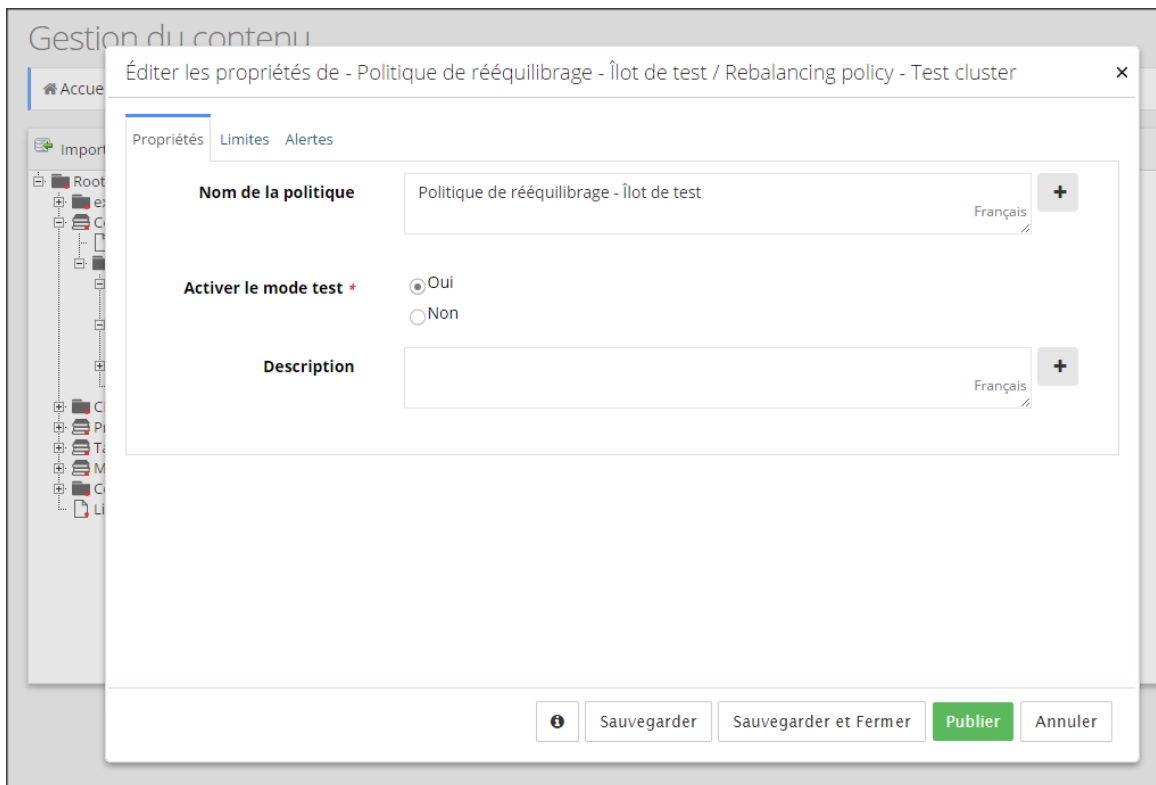 Gestion du contenu
Éditer les propriétés de - Politique de rééquilibrage - Îlot de test / Rebalancing policy - Test cluster
×
Accue
Import
Root
Propriétés Limites Alertes
Nom de la politique
Politique de rééquilibrage - Îlot de test
Français
+
Activer le mode test *
Oui
Non
Description
Français
+
Li
Sauvegarder
Sauvegarder et Fermer
Publier
Annuler